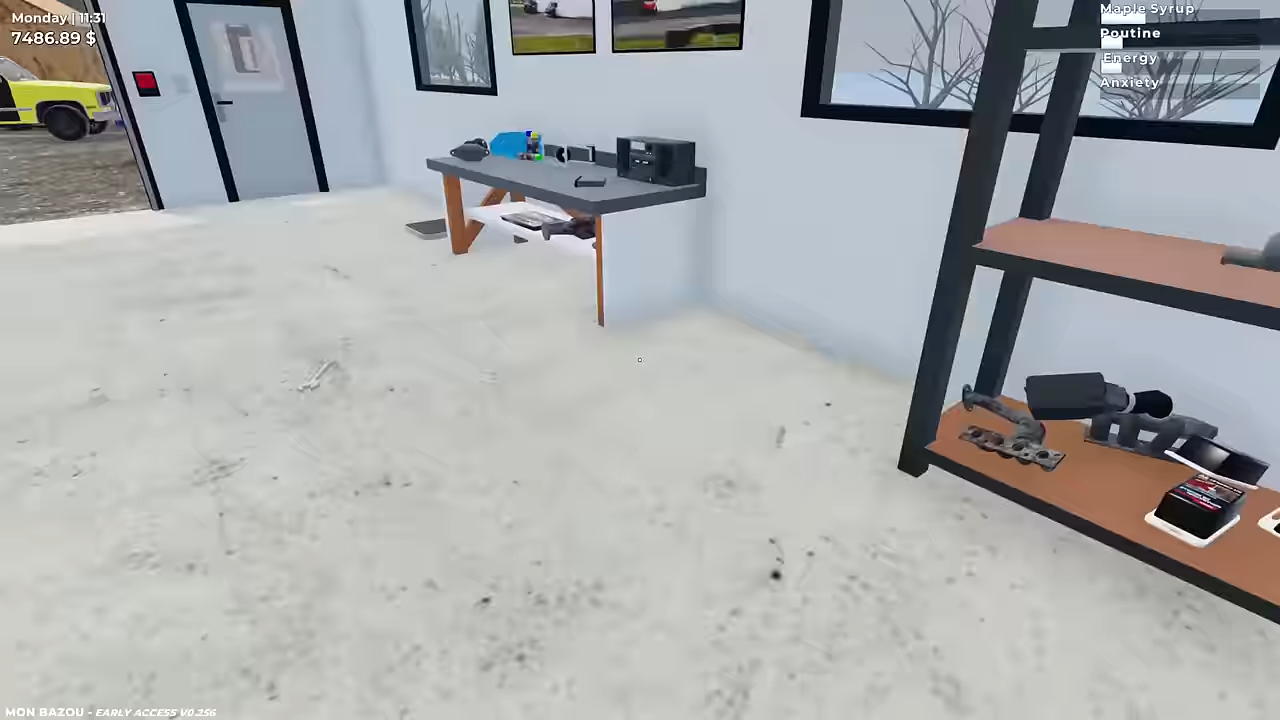 Monday | 11:31
7486.89 $
Maple Syrup
Poutine
Energy
Anxiety
MON BAZOU - EARLY ACCESS V0.256